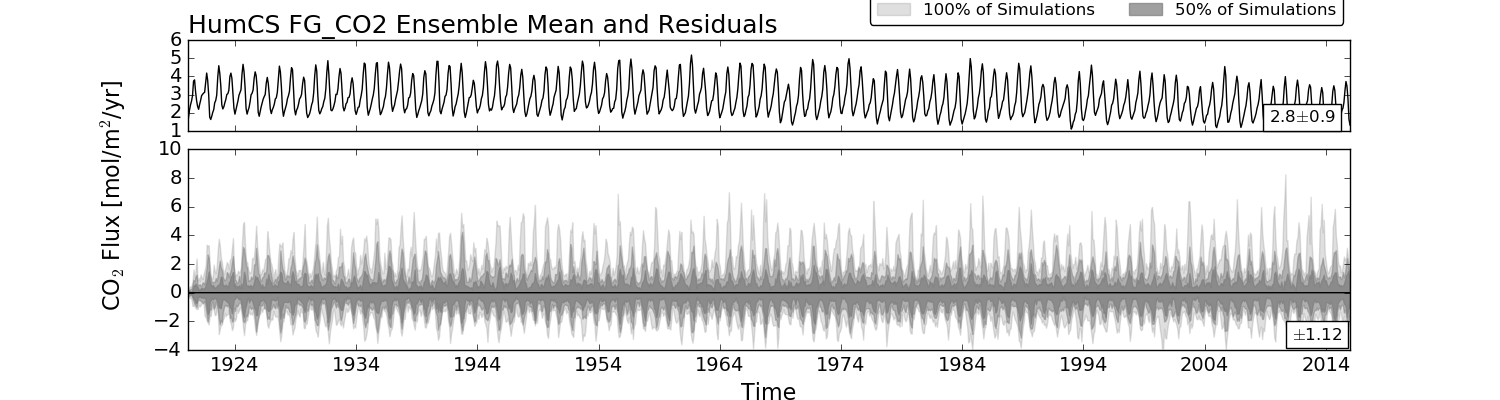 HumCS FG_CO2 Ensemble Mean and Residuals
100% of Simulations
50% of Simulations
6
5
4
3
2
1
2.8±0.9
CO2 Flux [mol/m²/yr]
10
8
6
4
2
0
−2
−4
±1.12
1924 1934 1944 1954 1964 1974 1984 1994 2004 2014
Time